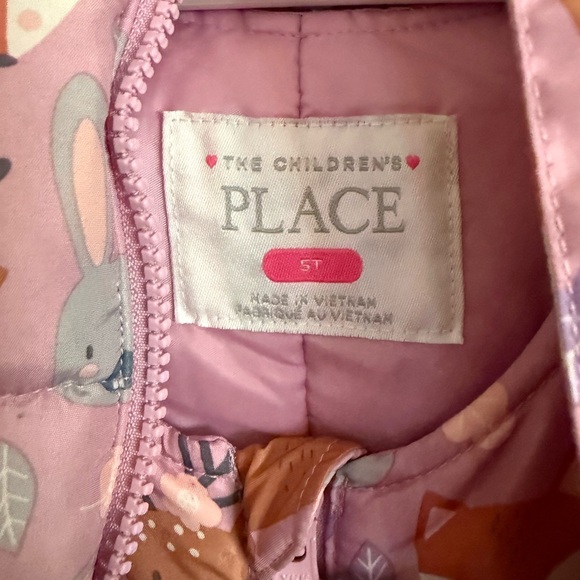 THE CHILDREN'S
PLACE
5T
MADE IN VIETNAM
FABRIQUÉ AU VIETNAM